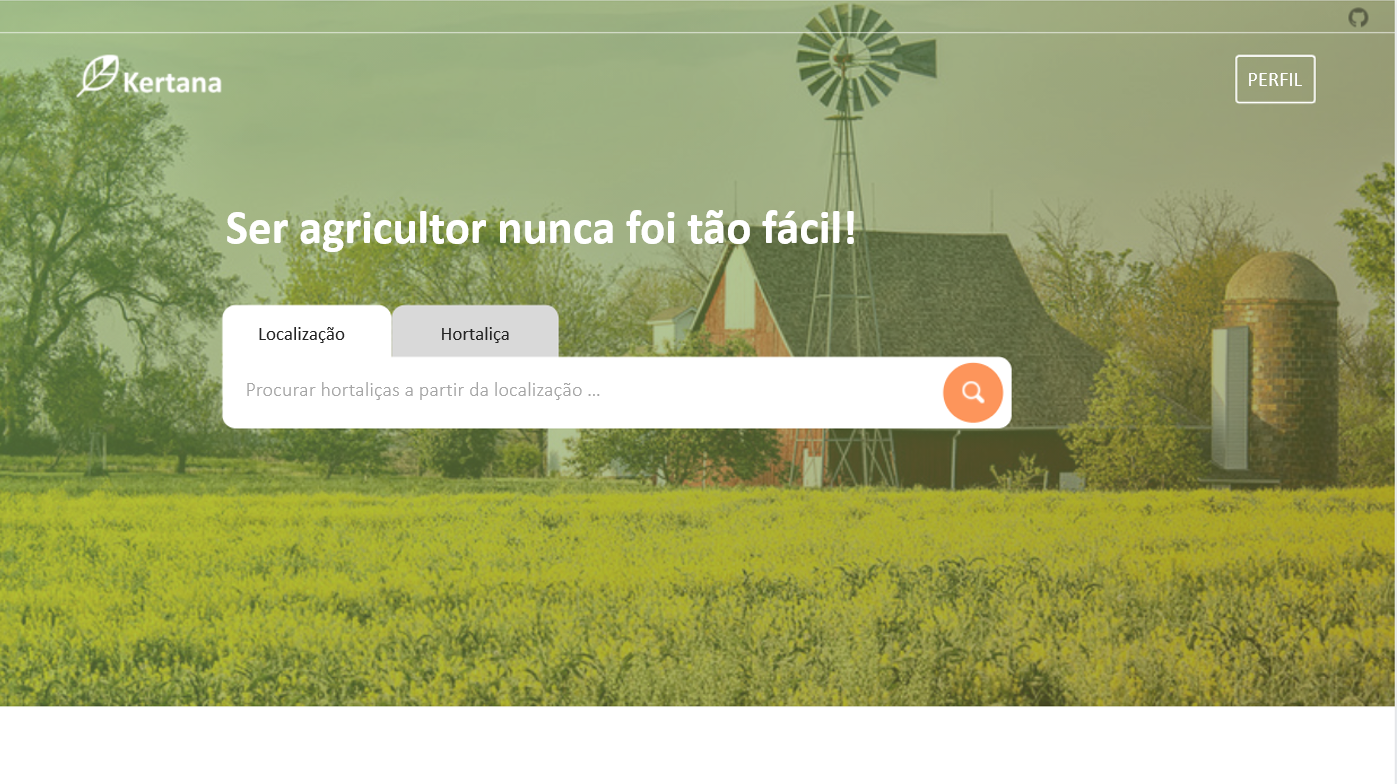 Kertana
PERFIL
Ser agricultor nunca foi tão fácil!
Localização
Hortaliça
Procurar hortaliças a partir da localização ...